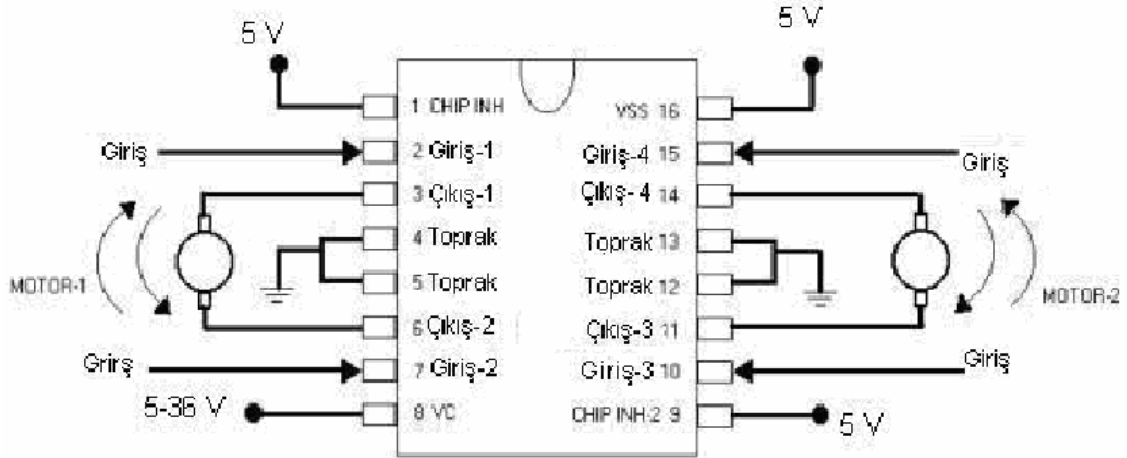 5 V
5 V
1 CHIP INH
VSS 16
Giriş
2 Giriş-1
Giriş-4 15
Giriş
3 Çıkış-1
Çıkış-4 14
4 Toprak
Toprak 13
MOTOR-1
5 Toprak
Toprak 12
MOTOR-2
6 Çıkış-2
Çıkış-3 11
Grirş
7 Giriş-2
Giriş-3 10
Giriş
5-36 V
8 VC
CHIP INH-2 9
5 V